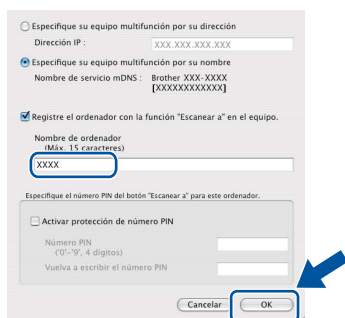 Especifique su equipo multifunción por su dirección
Dirección IP :
XXX.XXX.XXX.XXX
Especifique su equipo multifunción por su nombre
Nombre de servicio mDNS : Brother XXX-XXXX
[XXXXXXXXXXXX]
Registre el ordenador con la función "Escanear a" en el equipo.
Nombre de ordenador
(Máx. 15 caracteres)
XXXX
Especifique el número PIN del botón "Escanear a" para este ordenador.
Activar protección de número PIN
Número PIN
('0'-'9', 4 dígitos)
Vuelva a escribir el número PIN
Cancelar OK